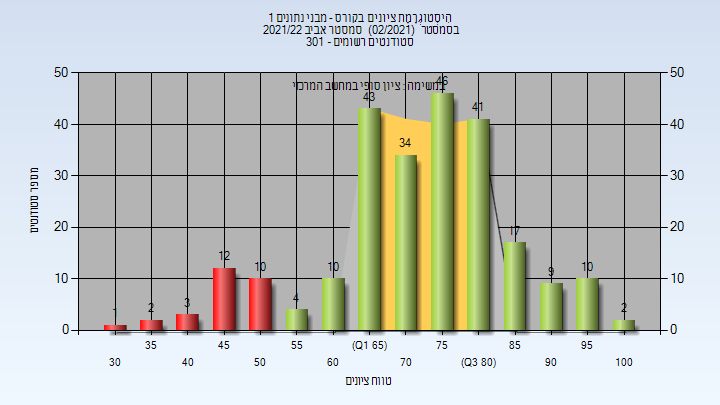 היסטוגרמת ציונים בקורס - מבני נתונים 1
בסמסטר (02/2021) סמסטר אביב 2021/22
סטודנטים רשומים - 301
במשימה : ציון סופי במחשב המרכזי
50 50
40 40
30 30
20 20
10 10
0 0
1 2 3 12 10 4 10 43 34 46 41 17 9 10 2
מספר סטודנטים
35 45 55 (Q1 65) 75 85 95
30 40 50 60 70 (Q3 80) 90 100
טווח ציונים